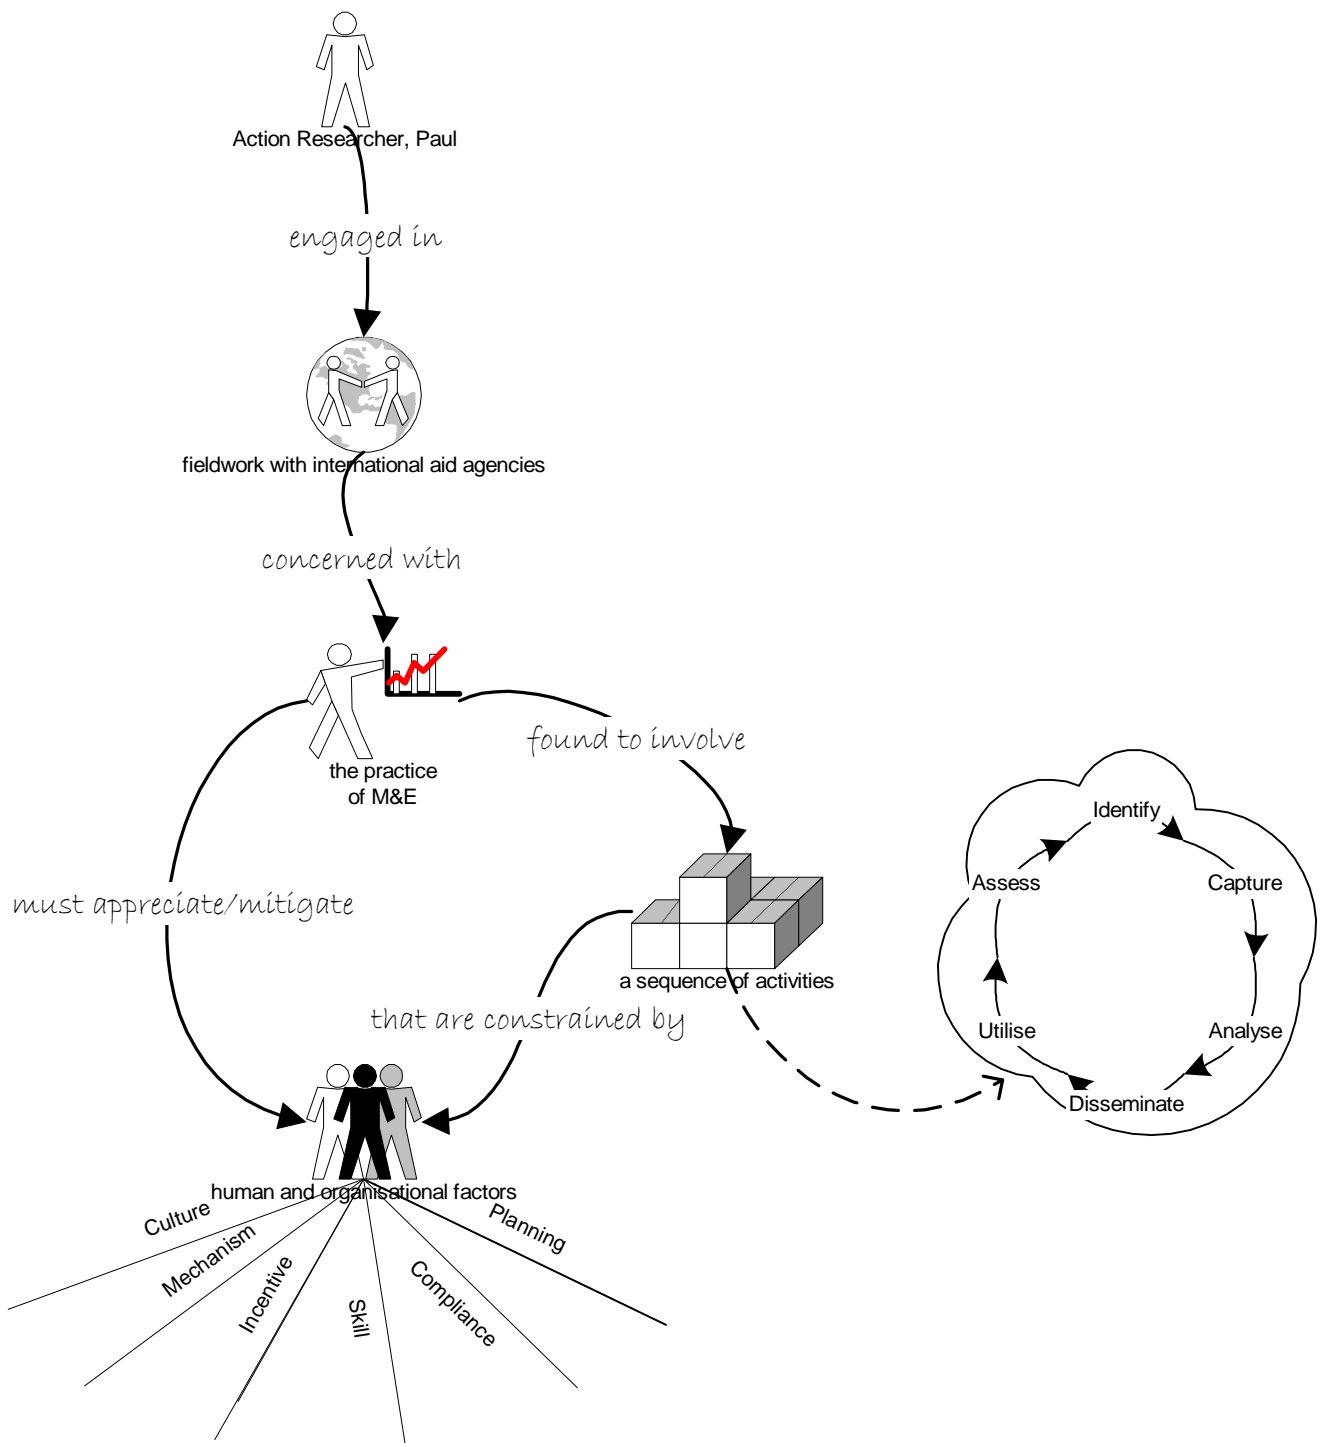 Action Researcher, Paul
engaged in
fieldwork with international aid agencies
concerned with
the practice
of M&E
found to involve
must appreciate/mitigate
a sequence of activities
that are constrained by
Identify
Capture
Analyse
Disseminate
Utilise
Assess
human and organisational factors
Culture
Mechanism
Incentive
Skill
Compliance
Planning